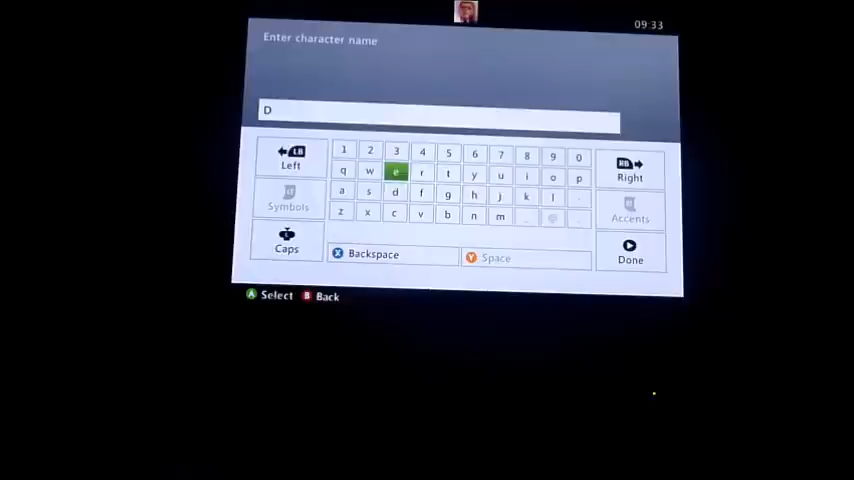 09:33
Enter character name
D
LB
Left
1 2 3 4 5 6 7 8 9 0
RB
Right
q w e r t y u i o p
Symbols
a s d f g h j k l -
Accents
z x c v b n m _ @ .
L
Caps
X Backspace
Y Space
Done
A Select B Back